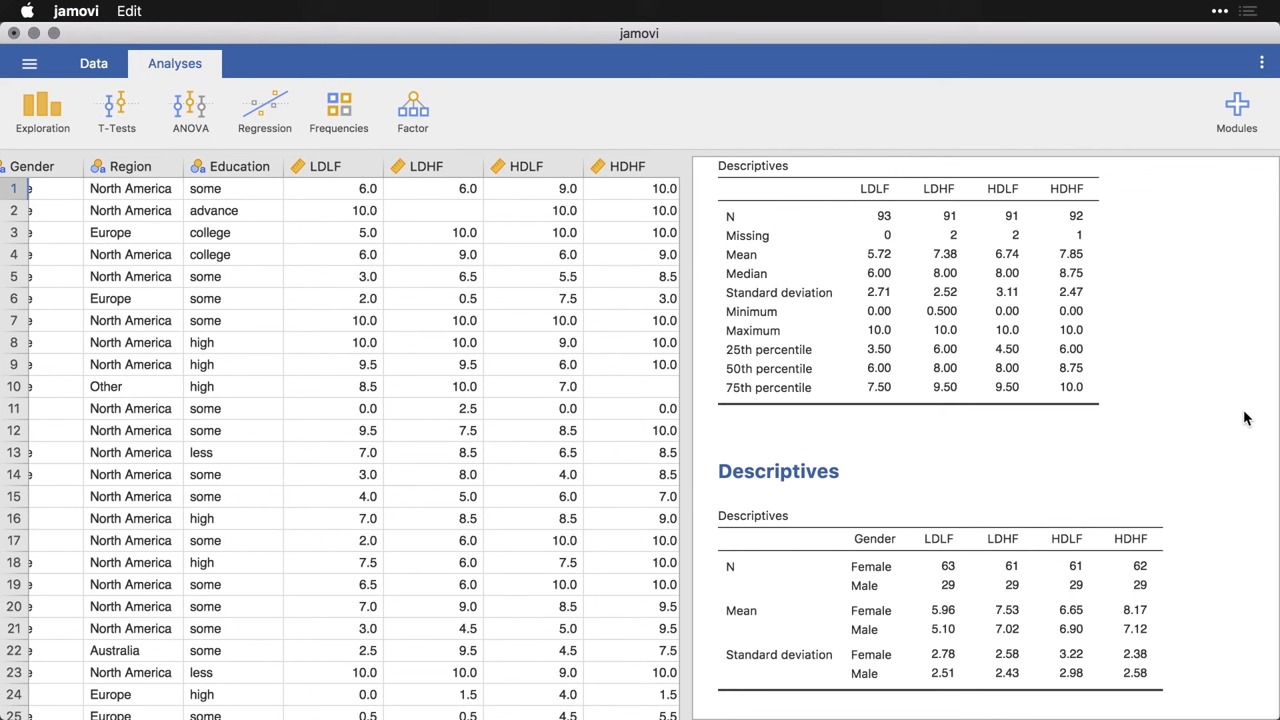 jamovi Edit
jamovi
Data Analyses
Exploration T-Tests ANOVA Regression Frequencies Factor Modules
Gender Region Education LDLF LDHF HDLF HDHF
1 e North America some 6.0 6.0 9.0 10.0
2 e North America advance 10.0 10.0 10.0
3 e Europe college 5.0 10.0 10.0 10.0
4 e North America college 6.0 9.0 6.0 9.0
5 e North America some 3.0 6.5 5.5 8.5
6 e Europe some 2.0 0.5 7.5 3.0
7 e North America some 10.0 10.0 10.0 10.0
8 e North America high 10.0 10.0 9.0 10.0
9 e North America high 9.5 9.5 6.0 10.0
10 e Other high 8.5 10.0 7.0
11 North America some 0.0 2.5 0.0 0.0
12 North America some 9.5 7.5 8.5 10.0
13 North America less 7.0 8.5 6.5 8.5
14 North America some 3.0 8.0 4.0 8.5
15 North America some 4.0 5.0 6.0 7.0
16 North America high 7.0 8.5 8.5 9.0
17 North America some 2.0 6.0 10.0 10.0
18 e North America high 7.5 6.0 7.5 10.0
19 e North America some 6.5 6.0 10.0 10.0
20 e North America some 7.0 9.0 8.5 9.5
21 e North America some 3.0 4.5 5.0 9.5
22 e Australia some 2.5 9.5 4.5 7.5
23 e North America less 10.0 10.0 9.0 10.0
24 e Europe high 0.0 1.5 4.0 1.5
25 Europe some 0.5 0.5 4.5 5.5
Descriptives
LDLF LDHF HDLF HDHF
N 93 91 91 92
Missing 0 2 2 1
Mean 5.72 7.38 6.74 7.85
Median 6.00 8.00 8.00 8.75
Standard deviation 2.71 2.52 3.11 2.47
Minimum 0.00 0.500 0.00 0.00
Maximum 10.0 10.0 10.0 10.0
25th percentile 3.50 6.00 4.50 6.00
50th percentile 6.00 8.00 8.00 8.75
75th percentile 7.50 9.50 9.50 10.0
Descriptives
Descriptives
Gender LDLF LDHF HDLF HDHF
N Female 63 61 61 62
Male 29 29 29 29
Mean Female 5.96 7.53 6.65 8.17
Male 5.10 7.02 6.90 7.12
Standard deviation Female 2.78 2.58 3.22 2.38
Male 2.51 2.43 2.98 2.58